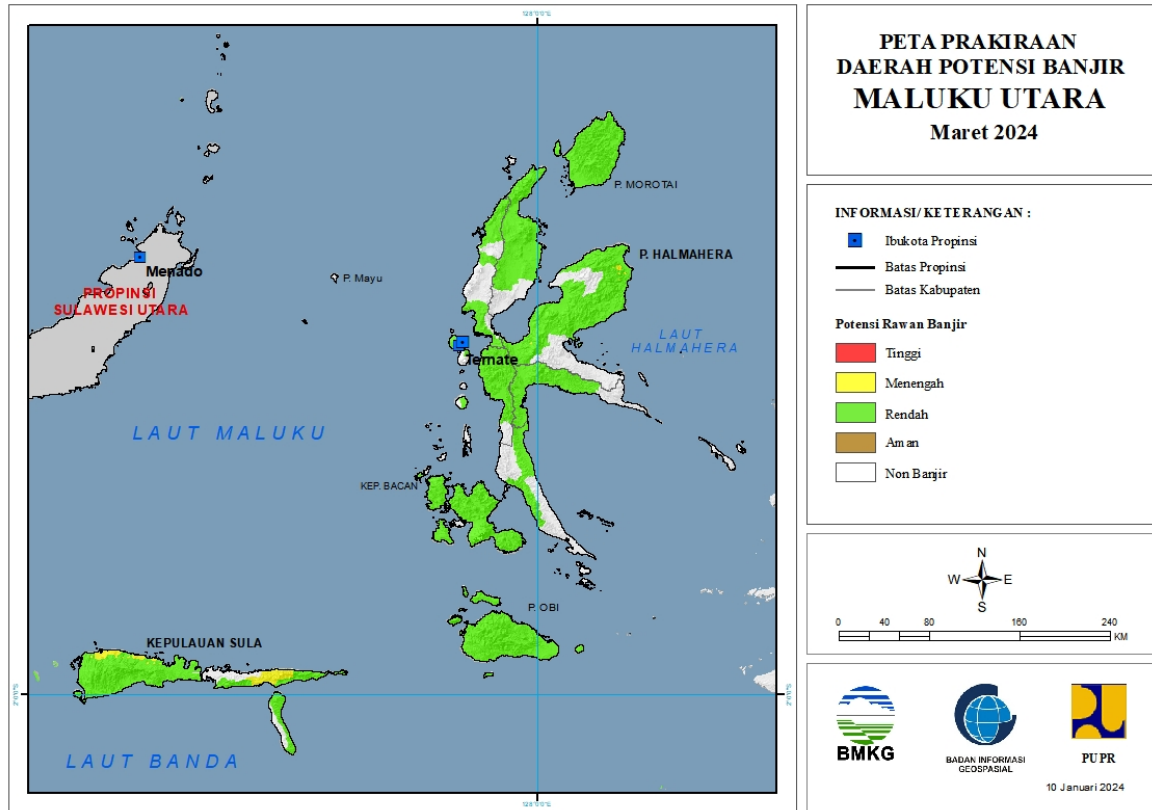 PETA PRAKIRAAN
DAERAH POTENSI BANJIR
MALUKU UTARA
Maret 2024
INFORMASI/ KETERANGAN :
Ibukota Propinsi
Batas Propinsi
Batas Kabupaten
Potensi Rawan Banjir
Tinggi
Menengah
Rendah
Aman
Non Banjir
N
W
E
S
0 40 80 160 240
KM
BMKG
BADAN INFORMASI
GEOSPASIAL
PUPR
10 Januari 2024
P. MOROTAI
P. HALMAHERA
Menado
P. Mayu
PROPINSI
SULAWESI UTARA
LAUT
HALMAHERA
Ternate
LAUT MALUKU
KEP. BACAN
P. OBI
KEPULAUAN SULA
LAUT BANDA